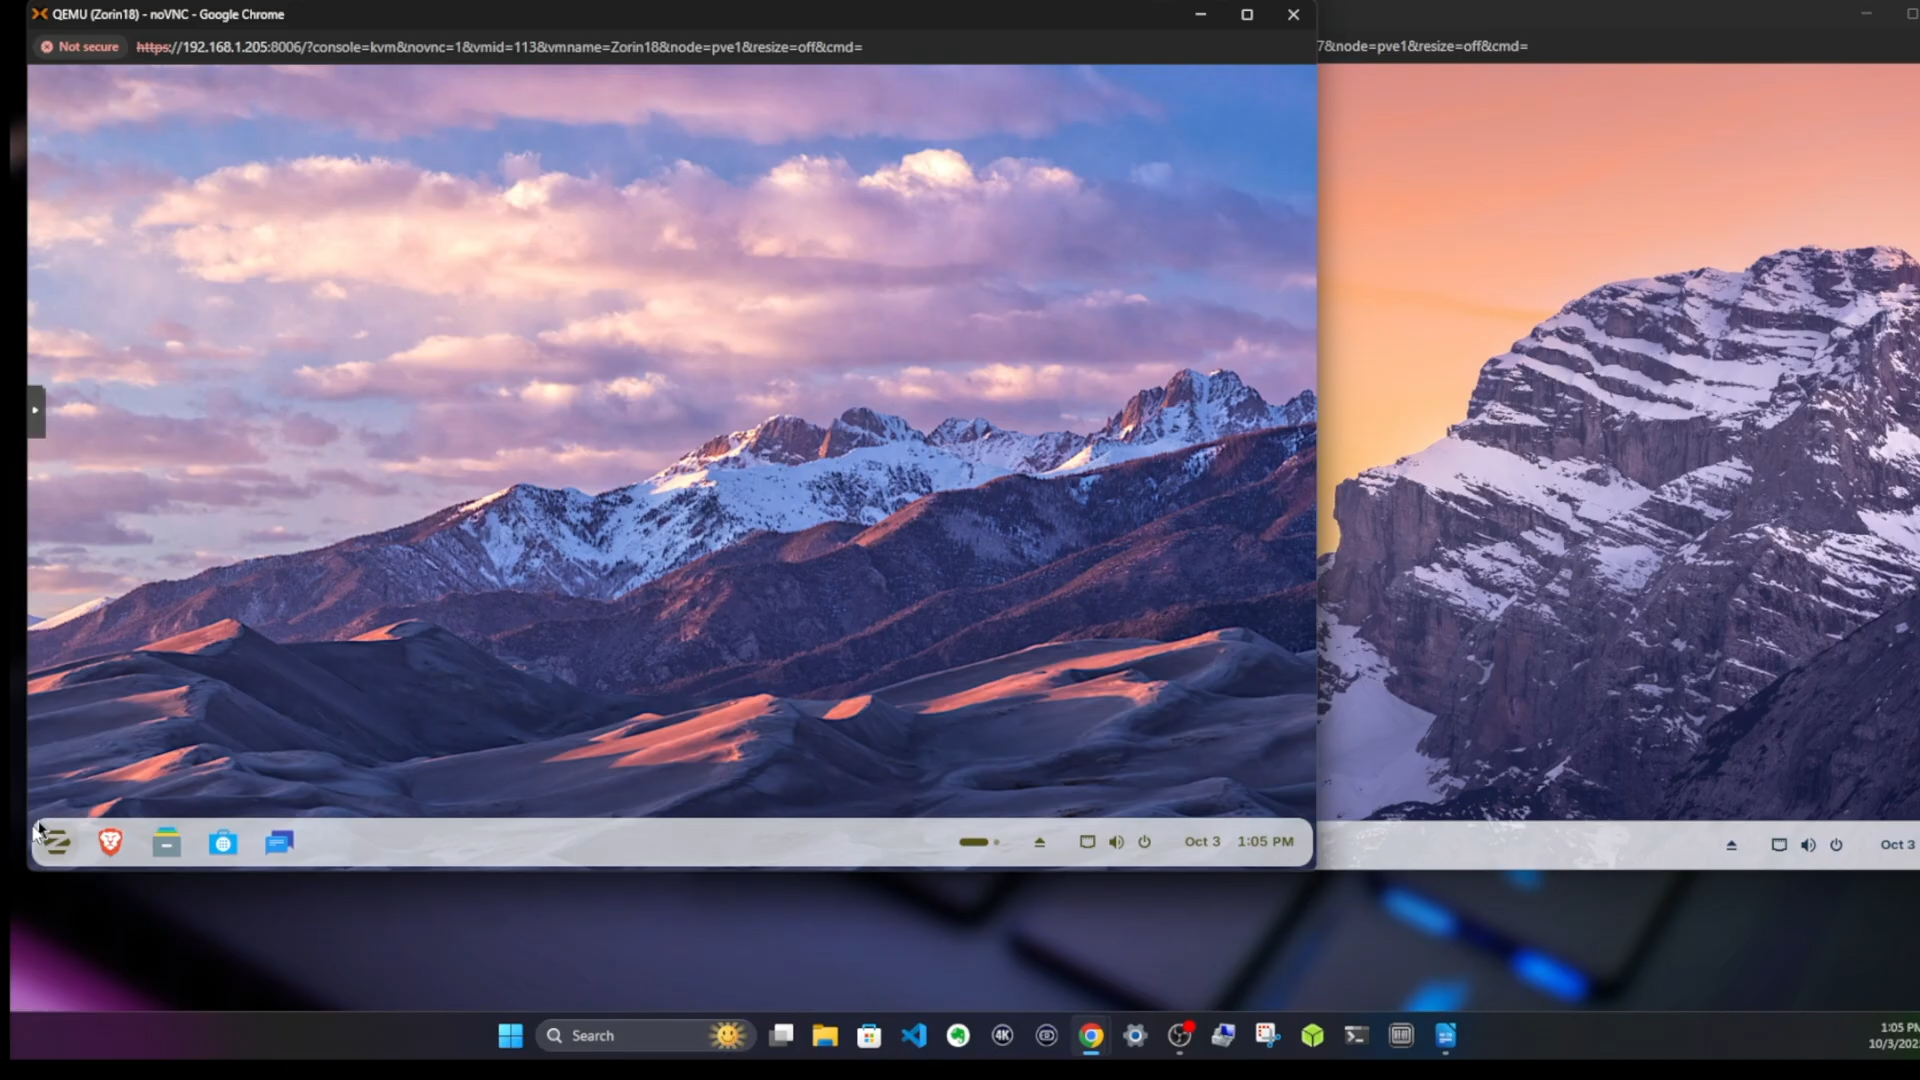 QEMU (Zorin18) - noVNC - Google Chrome
Not secure https://192.168.1.205:8006/?console=kvm&novnc=1&vmid=113&vmname=Zorin18&node=pve1&resize=off&cmd=
7&node=pve1&resize=off&cmd=
Oct 3 1:05 PM
Oct 3
Search
4K
1:05 PM
10/3/202